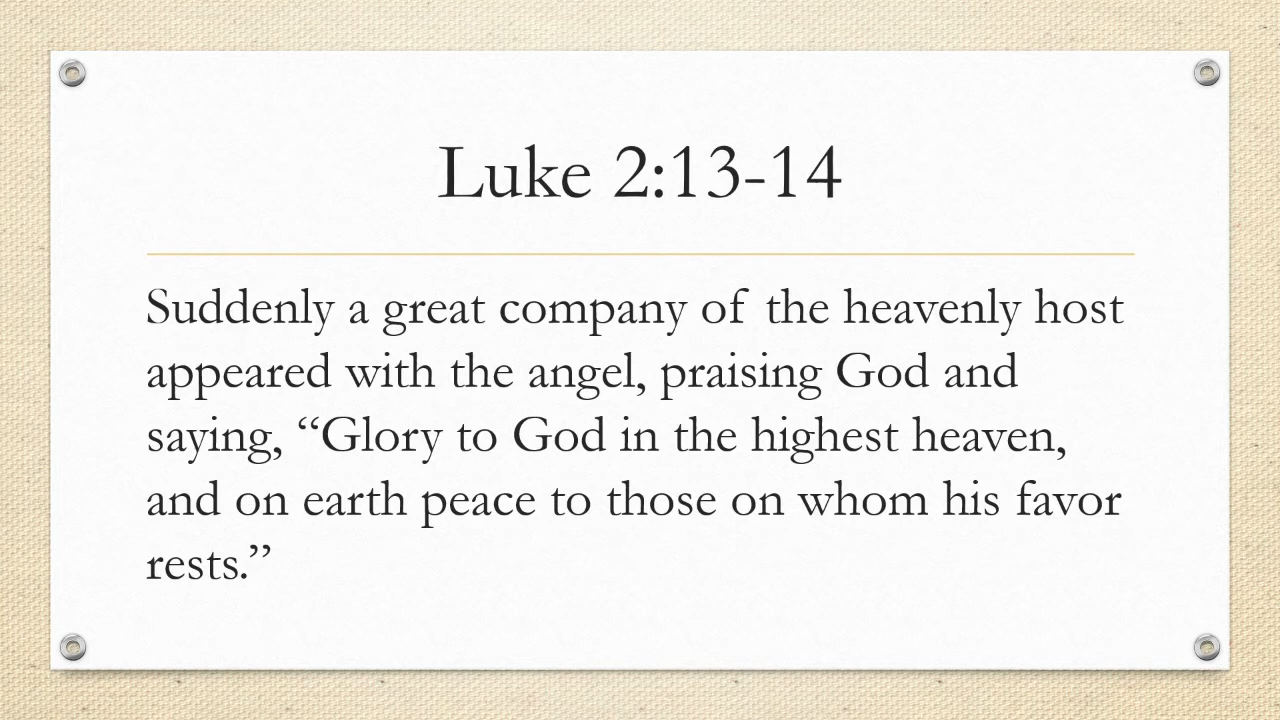 Luke 2:13-14
Suddenly a great company of the heavenly host
appeared with the angel, praising God and
saying, “Glory to God in the highest heaven,
and on earth peace to those on whom his favor
rests.”